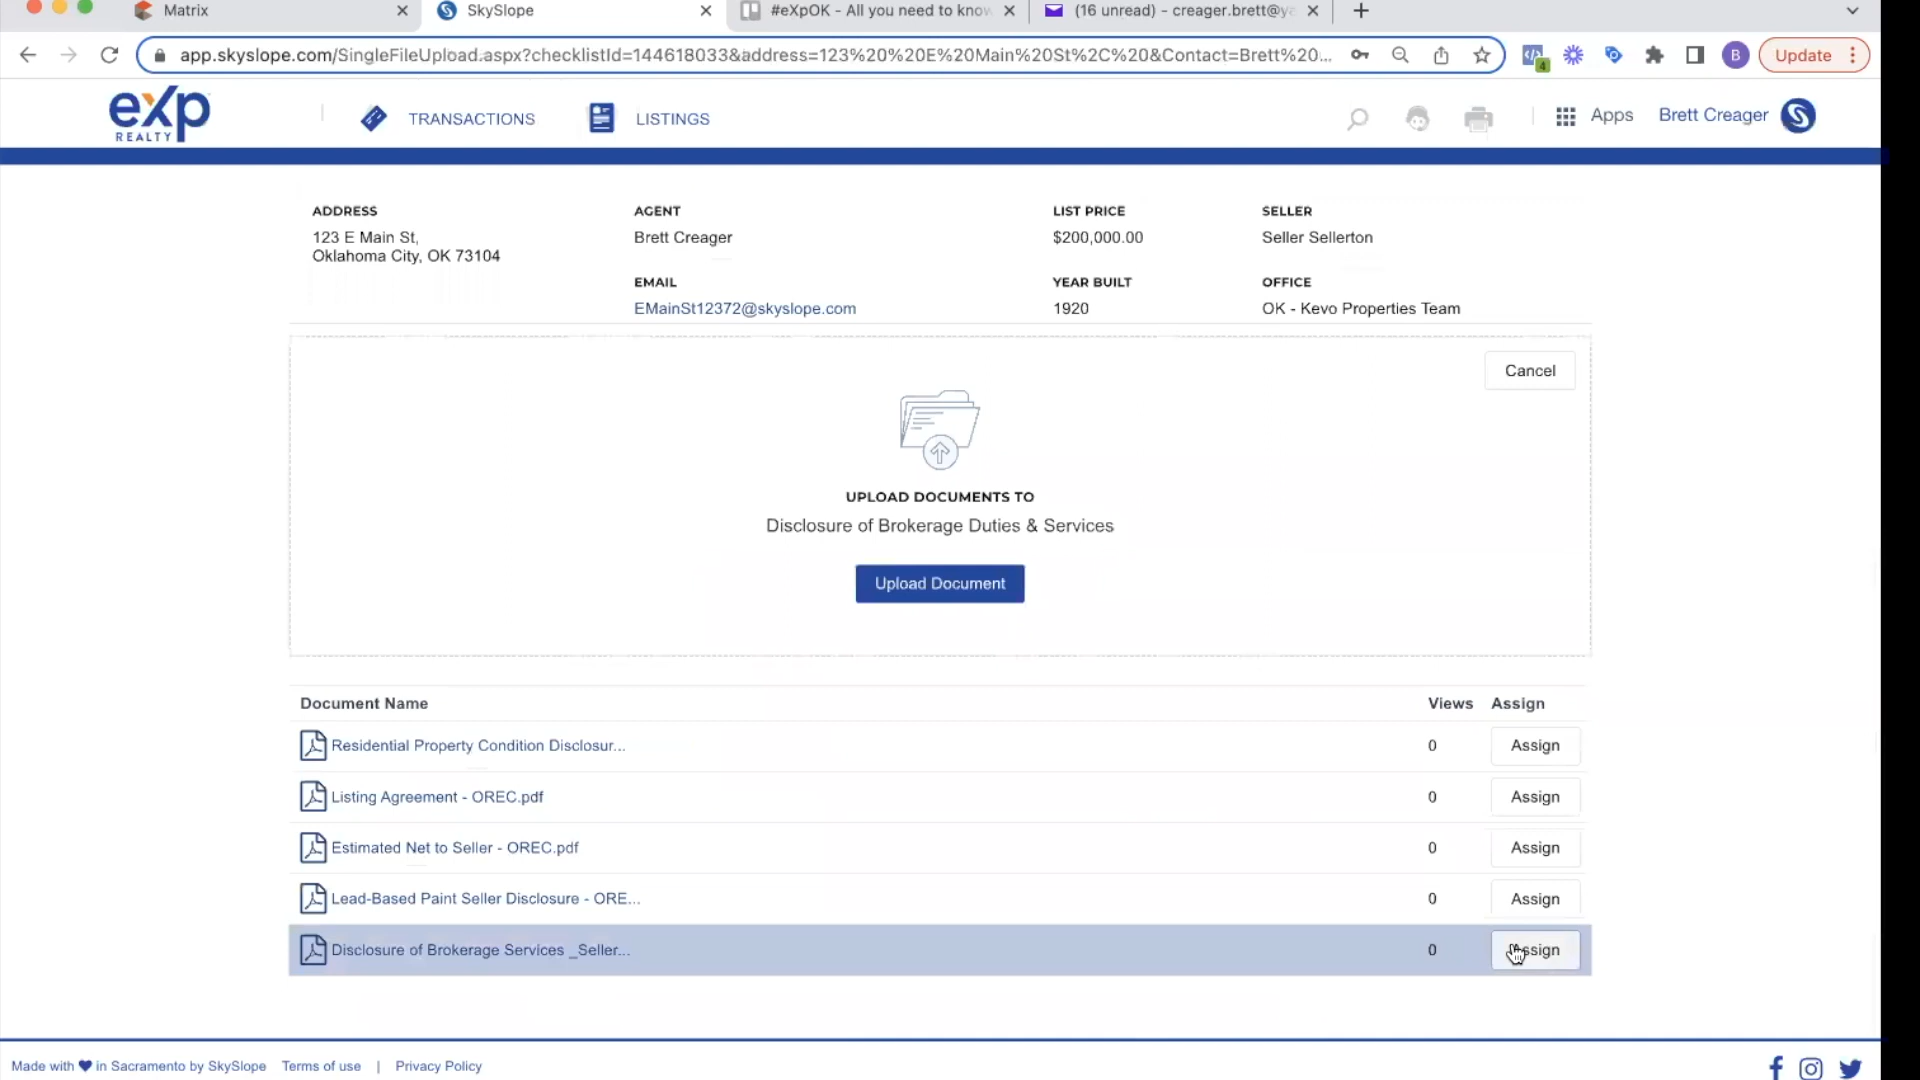 Matrix
SkySlope
#eXpOK - All you need to know
(16 unread) - creager.brett@ya
app.skyslope.com/SingleFileUpload.aspx?checklistId=144618033&address=123%20%20E%20Main%20St%2C%20&Contact=Brett%20...
4
B
Update
eXp
REALTY
TRANSACTIONS
LISTINGS
Apps
Brett Creager
ADDRESS
123 E Main St,
Oklahoma City, OK 73104
AGENT
Brett Creager
EMAIL
EMainSt12372@skyslope.com
LIST PRICE
$200,000.00
YEAR BUILT
1920
SELLER
Seller Sellerton
OFFICE
OK - Kevo Properties Team
Cancel
UPLOAD DOCUMENTS TO
Disclosure of Brokerage Duties & Services
Upload Document
Document Name Views Assign
Residential Property Condition Disclosur... 0 Assign
Listing Agreement - OREC.pdf 0 Assign
Estimated Net to Seller - OREC.pdf 0 Assign
Lead-Based Paint Seller Disclosure - ORE... 0 Assign
Disclosure of Brokerage Services _Seller... 0 Assign
Made with in Sacramento by SkySlope Terms of use | Privacy Policy